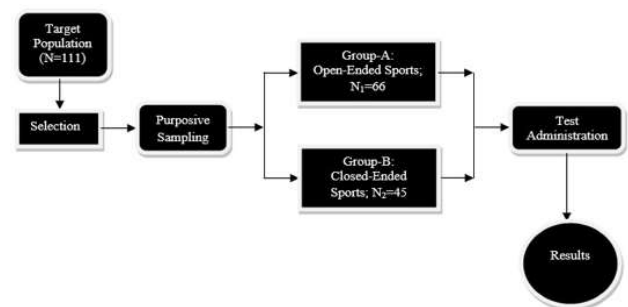 Target
Population
(N=111)
Selection
Purposive
Sampling
Group-A:
Open-Ended Sports;
N₁=66
Group-B:
Closed-Ended
Sports; N₂=45
Test
Administration
Results